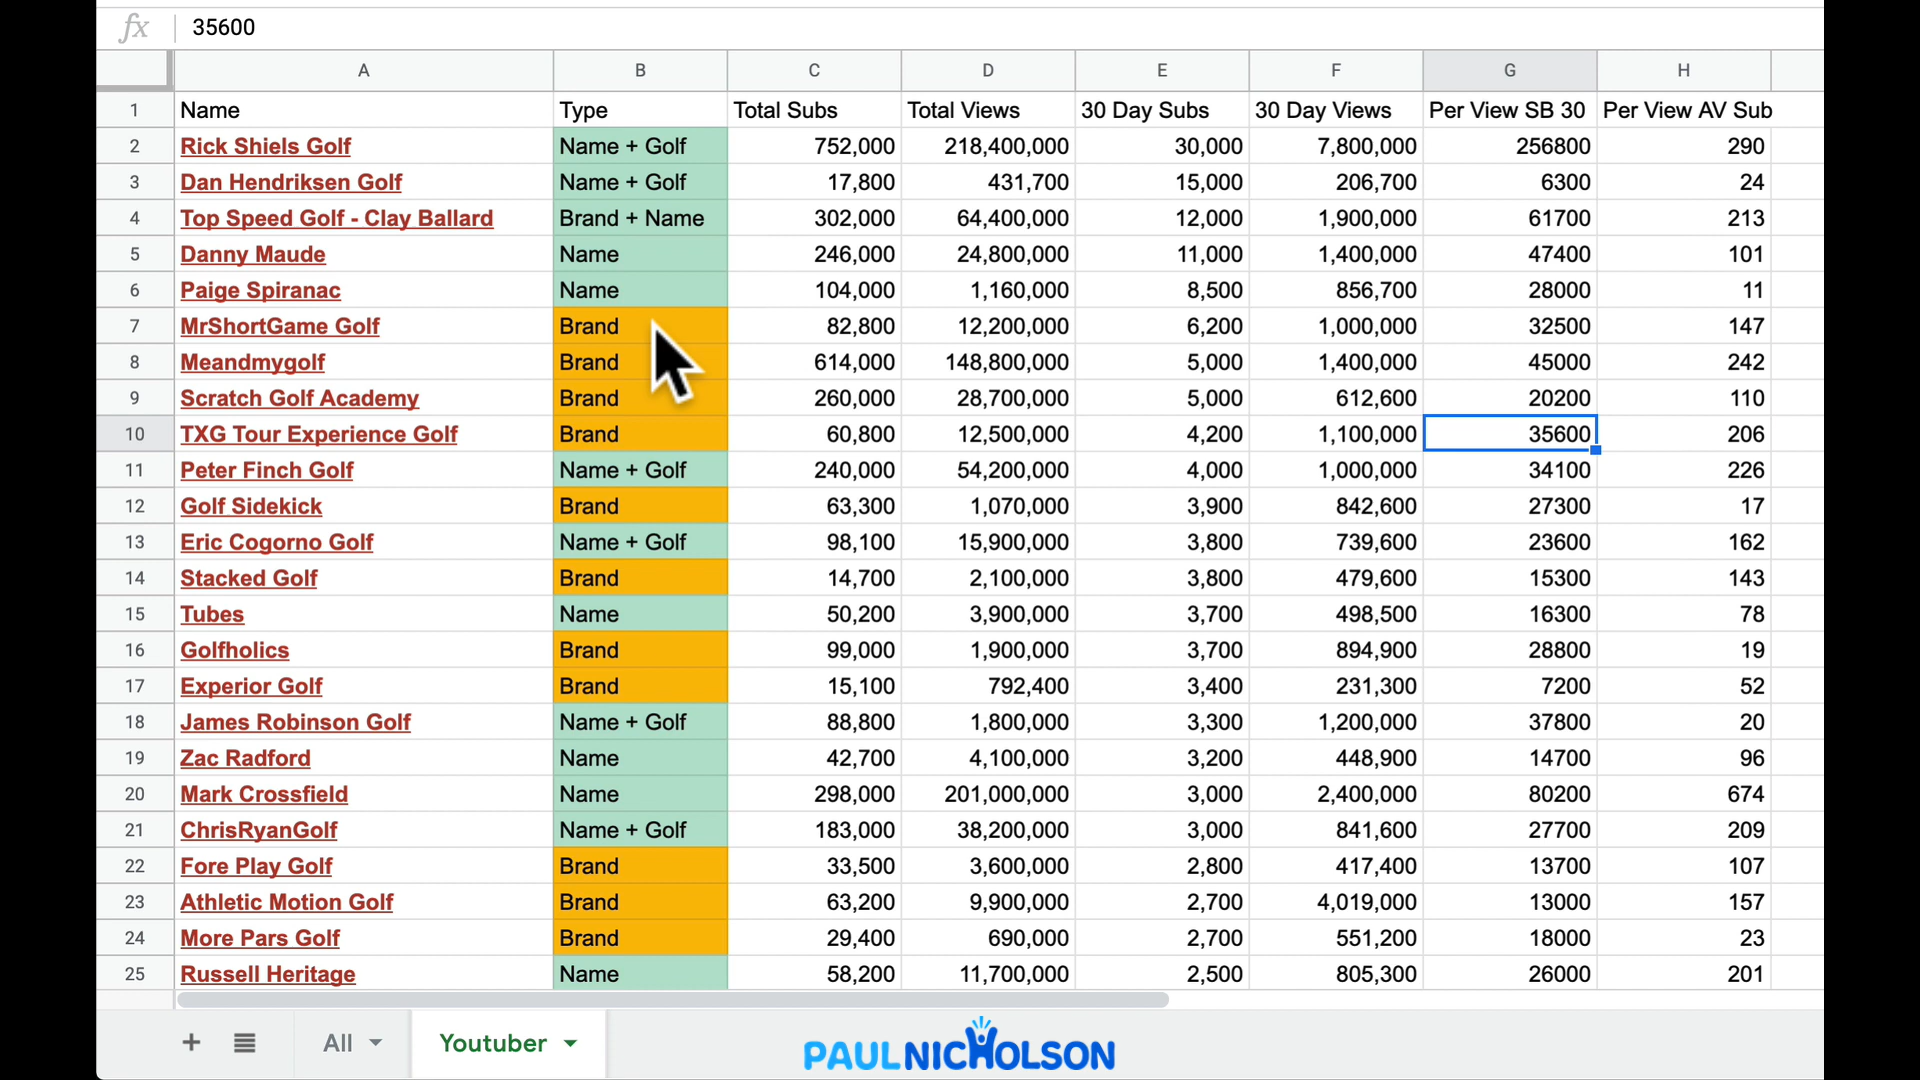 fx 35600
A B C D E F G H
1 Name Type Total Subs Total Views 30 Day Subs 30 Day Views Per View SB 30 Per View AV Sub
2 Rick Shiels Golf Name + Golf 752,000 218,400,000 30,000 7,800,000 256800 290
3 Dan Hendriksen Golf Name + Golf 17,800 431,700 15,000 206,700 6300 24
4 Top Speed Golf - Clay Ballard Brand + Name 302,000 64,400,000 12,000 1,900,000 61700 213
5 Danny Maude Name 246,000 24,800,000 11,000 1,400,000 47400 101
6 Paige Spiranac Name 104,000 1,160,000 8,500 856,700 28000 11
7 MrShortGame Golf Brand 82,800 12,200,000 6,200 1,000,000 32500 147
8 Meandmygolf Brand 614,000 148,800,000 5,000 1,400,000 45000 242
9 Scratch Golf Academy Brand 260,000 28,700,000 5,000 612,600 20200 110
10 TXG Tour Experience Golf Brand 60,800 12,500,000 4,200 1,100,000 35600 206
11 Peter Finch Golf Name + Golf 240,000 54,200,000 4,000 1,000,000 34100 226
12 Golf Sidekick Brand 63,300 1,070,000 3,900 842,600 27300 17
13 Eric Cogorno Golf Name + Golf 98,100 15,900,000 3,800 739,600 23600 162
14 Stacked Golf Brand 14,700 2,100,000 3,800 479,600 15300 143
15 Tubes Name 50,200 3,900,000 3,700 498,500 16300 78
16 Golfholics Brand 99,000 1,900,000 3,700 894,900 28800 19
17 Experior Golf Brand 15,100 792,400 3,400 231,300 7200 52
18 James Robinson Golf Name + Golf 88,800 1,800,000 3,300 1,200,000 37800 20
19 Zac Radford Name 42,700 4,100,000 3,200 448,900 14700 96
20 Mark Crossfield Name 298,000 201,000,000 3,000 2,400,000 80200 674
21 ChrisRyanGolf Name + Golf 183,000 38,200,000 3,000 841,600 27700 209
22 Fore Play Golf Brand 33,500 3,600,000 2,800 417,400 13700 107
23 Athletic Motion Golf Brand 63,200 9,900,000 2,700 4,019,000 13000 157
24 More Pars Golf Brand 29,400 690,000 2,700 551,200 18000 23
25 Russell Heritage Name 58,200 11,700,000 2,500 805,300 26000 201
+ All Youtuber
PAULNICHOLSON